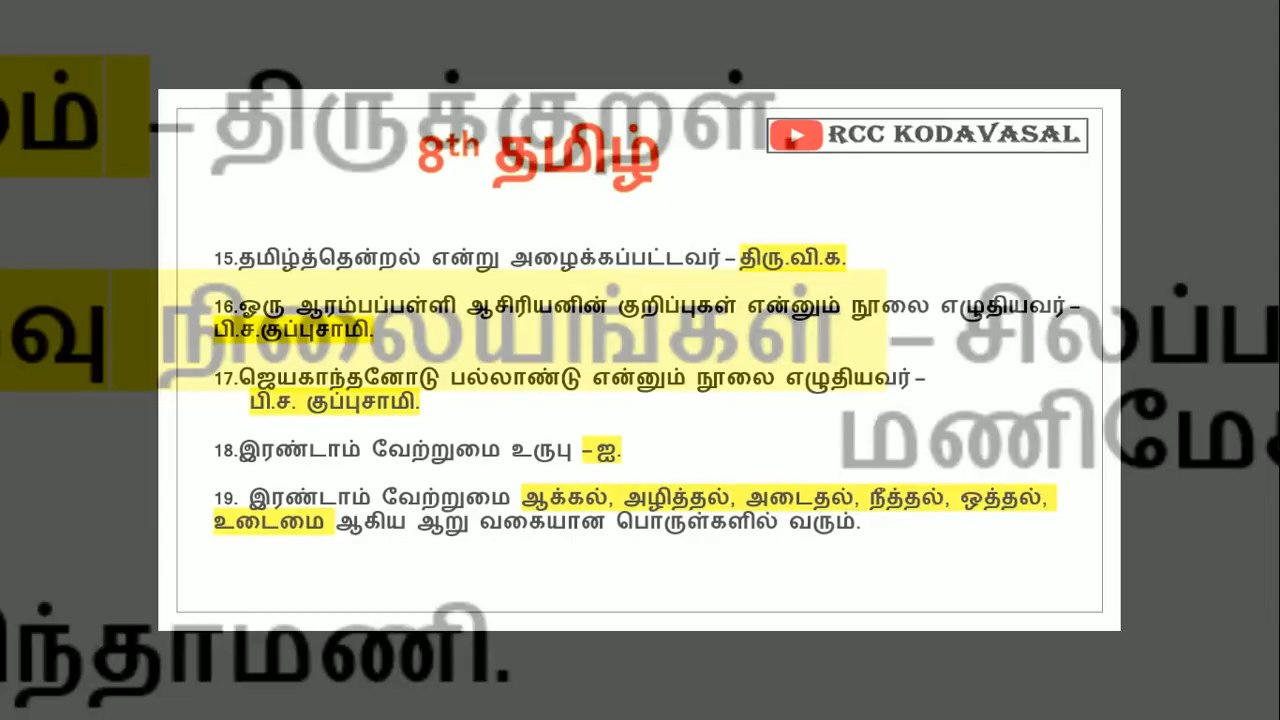 ம் – திருக்குறள்
8th தமிழ்
RCC KODAVASAL
15.தமிழ்த்தென்றல் என்று அழைக்கப்பட்டவர் – திரு.வி.க.
வு நிலையங்கள் – சிலப்ப
16.ஓரு ஆரம்பப்பள்ளி ஆசிரியனின் குறிப்புகள் என்னும் நூலை எழுதியவர் –
பி.ச.குப்புசாமி.
17.ஜெயகாந்தனோடு பல்லாண்டு என்னும் நூலை எழுதியவர் –
பி.ச. குப்புசாமி.
மணிமே
18.இரண்டாம் வேற்றுமை உருபு – ஐ.
19. இரண்டாம் வேற்றுமை ஆக்கல், அழித்தல், அடைதல், நீத்தல், ஒத்தல்,
உடைமை ஆகிய ஆறு வகையான பொருள்களில் வரும்.
ிந்தாமணி.